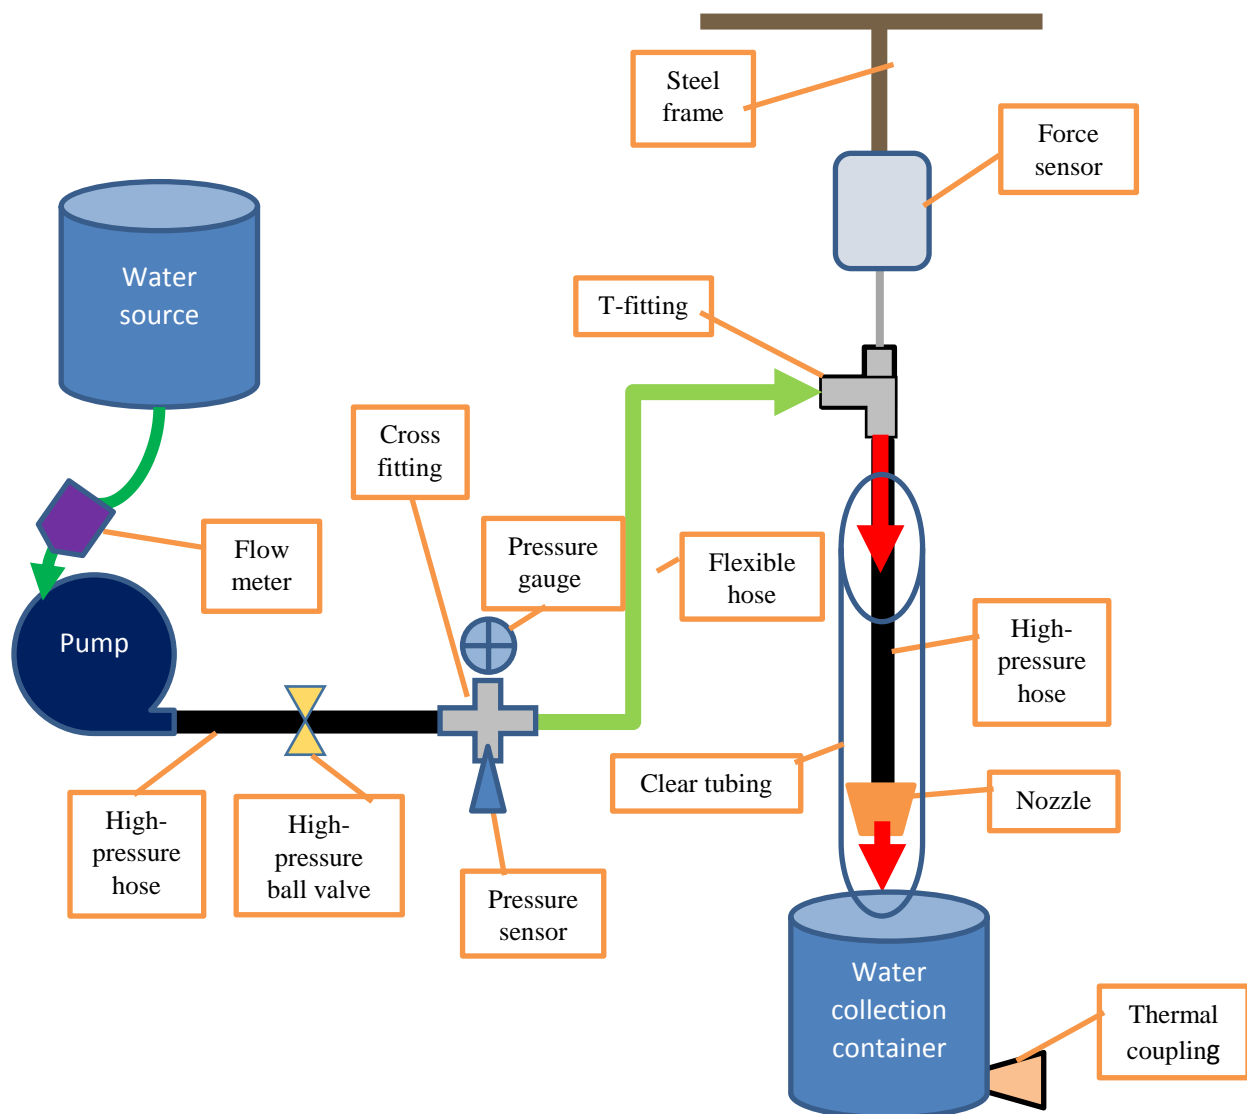 Steel
frame
Force
sensor
Water
source
T-fitting
Cross
fitting
Flow
meter
Pressure
gauge
Flexible
hose
Pump
High-
pressure
hose
Clear tubing
Nozzle
High-
pressure
hose
High-
pressure
ball valve
Pressure
sensor
Water
collection
container
Thermal
coupling